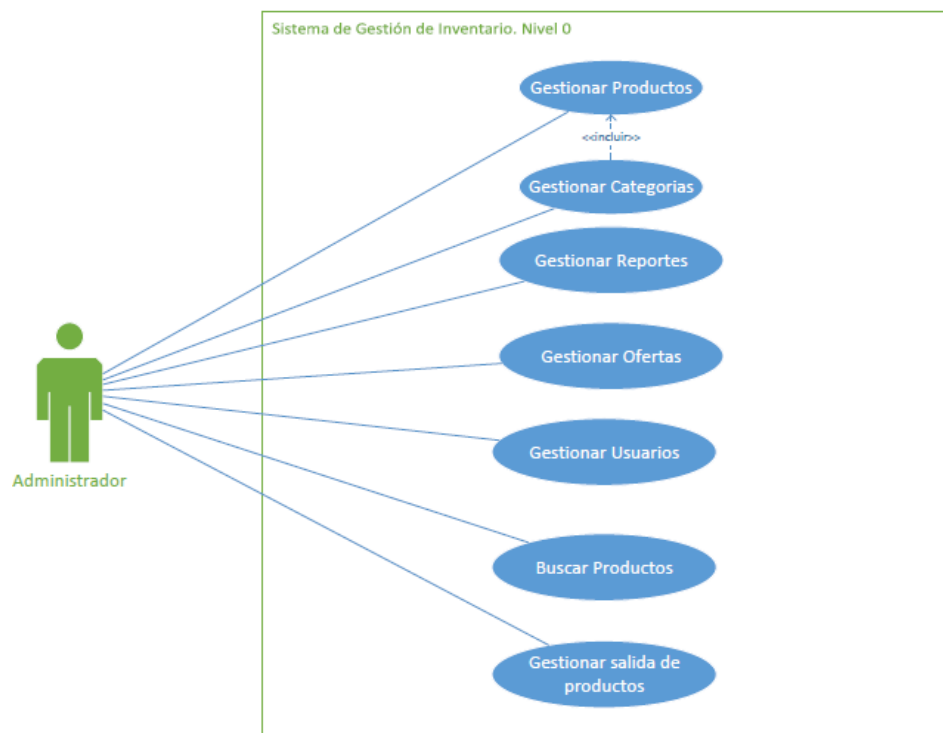 Sistema de Gestión de Inventario. Nivel 0
Gestionar Productos
<<incluir>>
Gestionar Categorias
Gestionar Reportes
Gestionar Ofertas
Administrador
Gestionar Usuarios
Buscar Productos
Gestionar salida de
productos